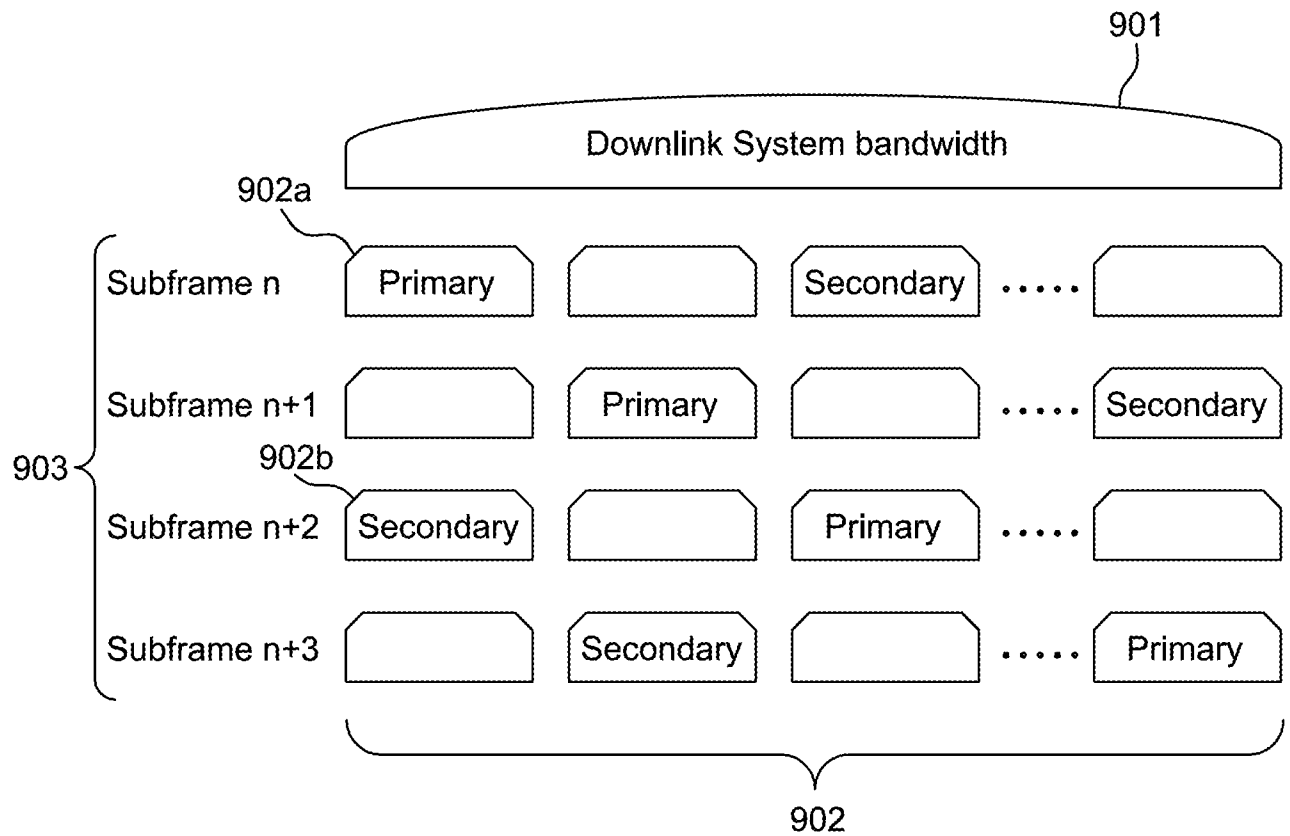 901
Downlink System bandwidth
902a
Subframe n Primary Secondary .....
Subframe n+1 Primary ..... Secondary
903
902b
Subframe n+2 Secondary Primary .....
Subframe n+3 Secondary ..... Primary
902